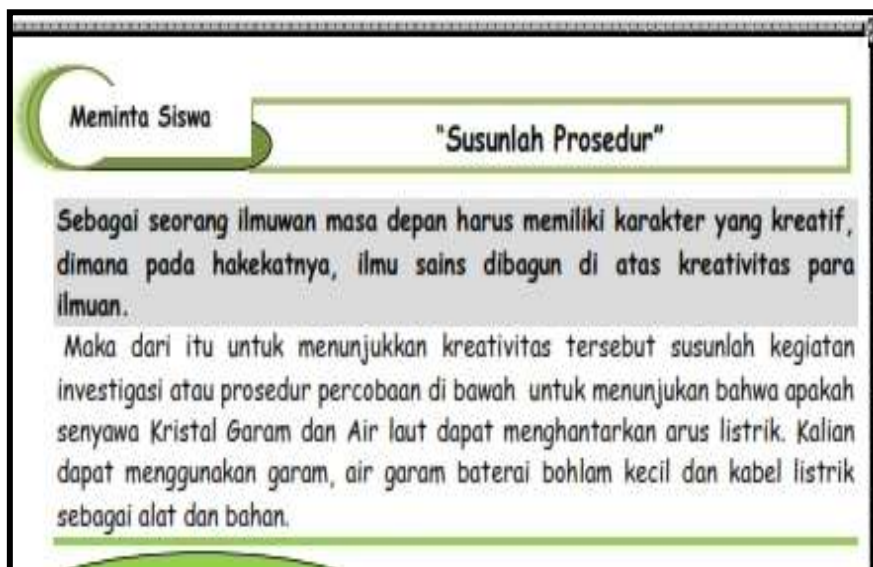 Meminta Siswa
"Susunlah Prosedur"
Sebagai seorang ilmuwan masa depan harus memiliki karakter yang kreatif,
dimana pada hakekatnya, ilmu sains dibagun di atas kreativitas para
ilmuan.
Maka dari itu untuk menunjukkan kreativitas tersebut susunlah kegiatan
investigasi atau prosedur percobaan di bawah untuk menunjukan bahwa apakah
senyawa Kristal Garam dan Air laut dapat menghantarkan arus listrik. Kalian
dapat menggunakan garam, air garam baterai bohlam kecil dan kabel listrik
sebagai alat dan bahan.